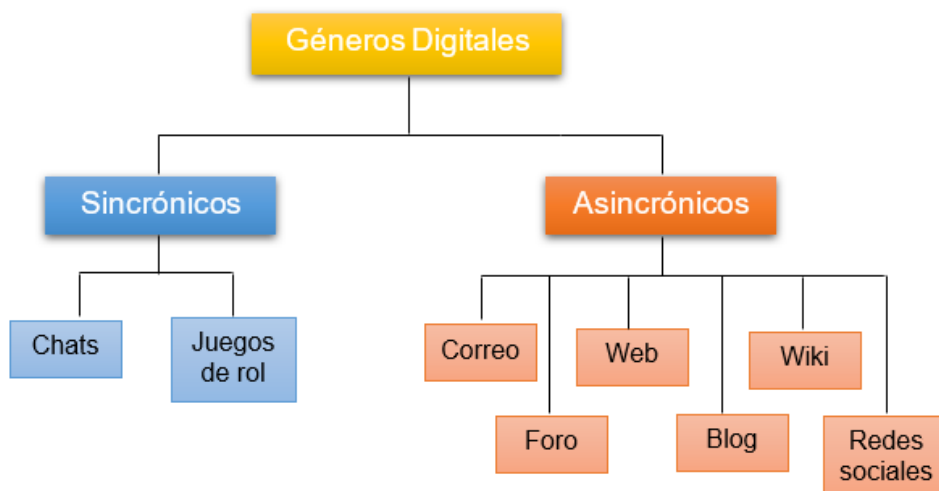 Géneros Digitales
Sincrónicos
Asincrónicos
Chats
Juegos
de rol
Correo
Web
Wiki
Foro
Blog
Redes
sociales